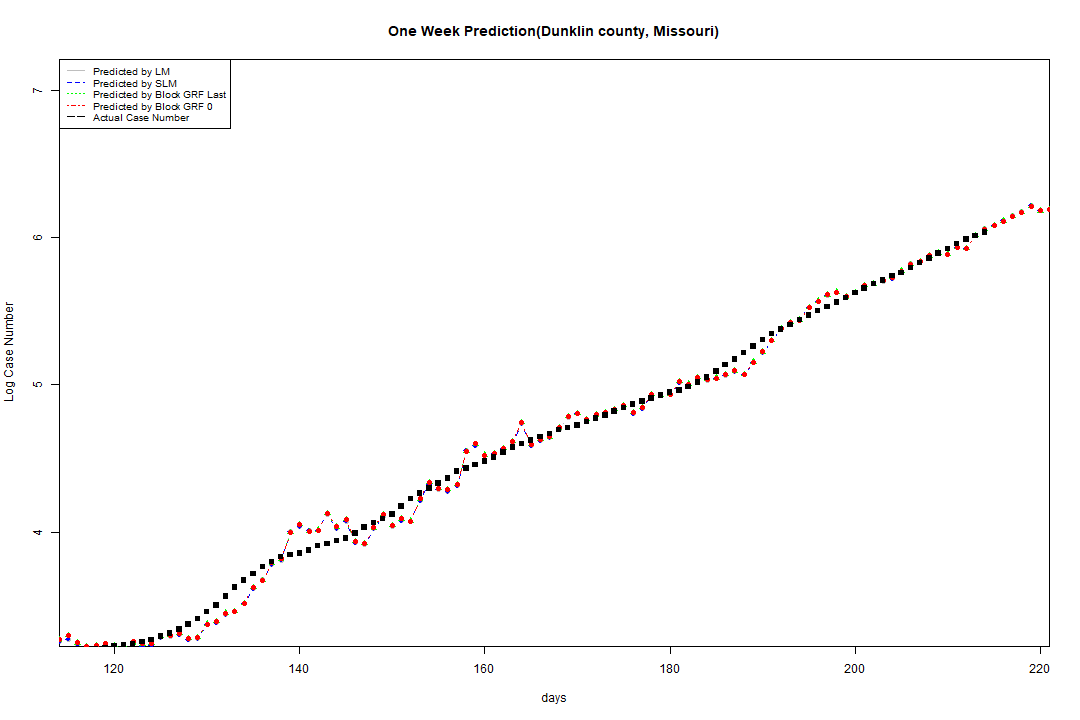 One Week Prediction(Dunklin county, Missouri)
Predicted by LM
Predicted by SLM
Predicted by Block GRF Last
Predicted by Block GRF 0
Actual Case Number
7
6
5
4
Log Case Number
120 140 160 180 200 220
days